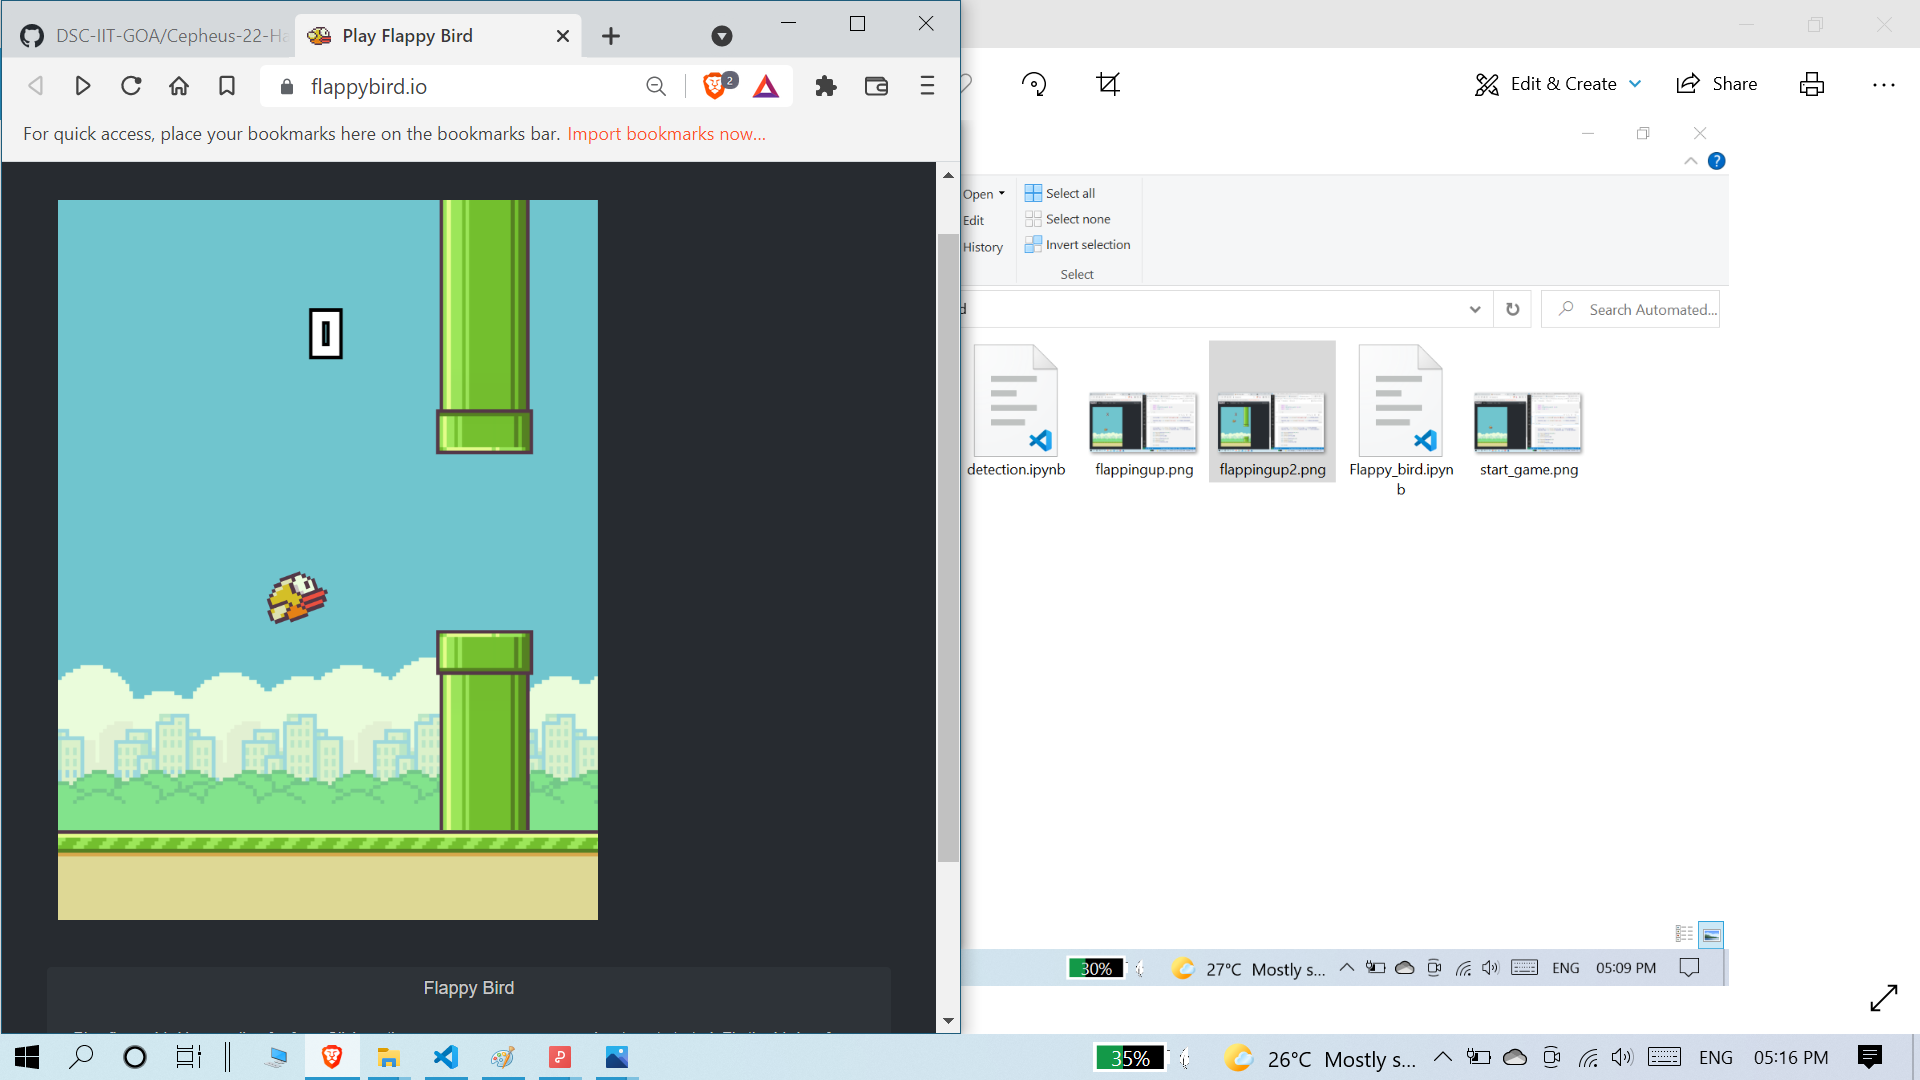 DSC-IIT-GOA/Cepheus-22-Ha
Play Flappy Bird
flappybird.io
2
For quick access, place your bookmarks here on the bookmarks bar. Import bookmarks now...
Edit & Create
Share
Open
Edit
History
Select all
Select none
Invert selection
Select
d
Search Automated...
detection.ipynb
flappingup.png
flappingup2.png
Flappy_bird.ipyn
b
start_game.png
0
30%
27°C Mostly s...
ENG
05:09 PM
Flappy Bird
35%
26°C Mostly s...
ENG
05:16 PM